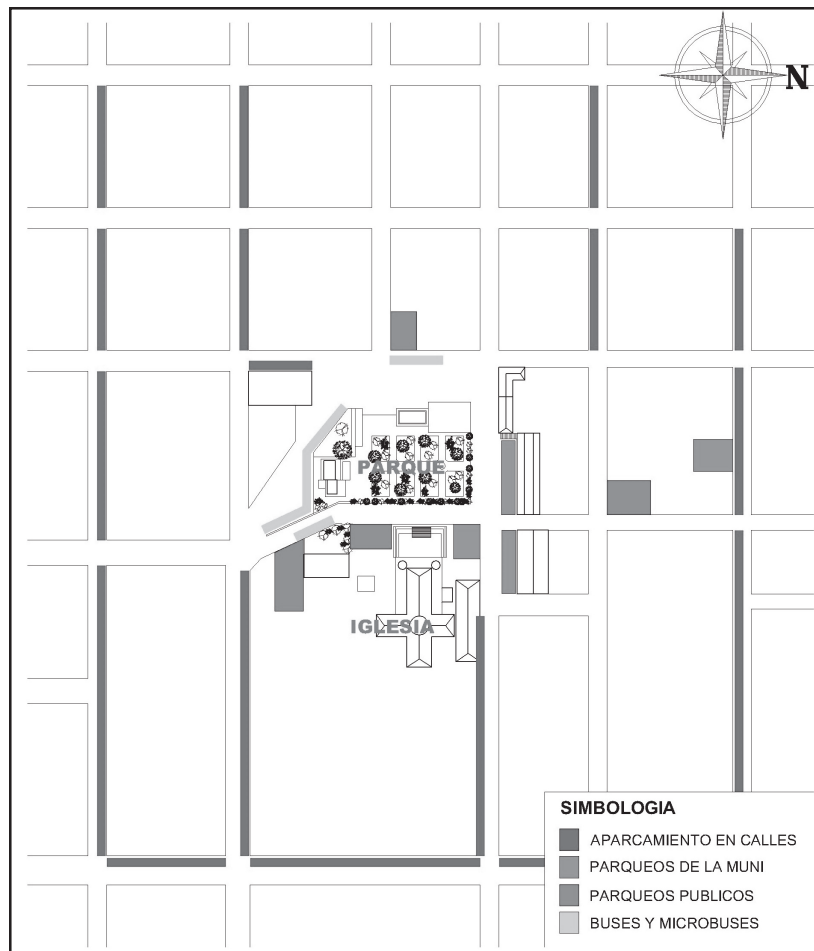 N
PARQUE
IGLESIA
SIMBOLOGIA
APARCAMIENTO EN CALLES
PARQUEOS DE LA MUNI
PARQUEOS PUBLICOS
BUSES Y MICROBUSES